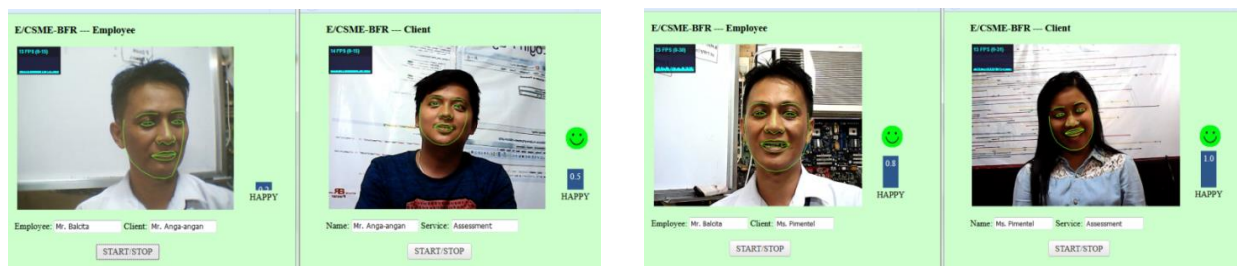 E/CSME-BFR --- Employee
E/CSME-BFR --- Client
HAPPY
0.5
HAPPY
Employee: Mr. Balcita Client: Mr. Anga-angan
Name: Mr. Anga-angan Service: Assessment
START/STOP
START/STOP
E/CSME-BFR --- Employee
E/CSME-BFR --- Client
0.8
HAPPY
1.0
HAPPY
Employee: Mr. Balcita Client: Ms. Pimentel
Name: Ms. Pimentel Service: Assessment
START/STOP
START/STOP